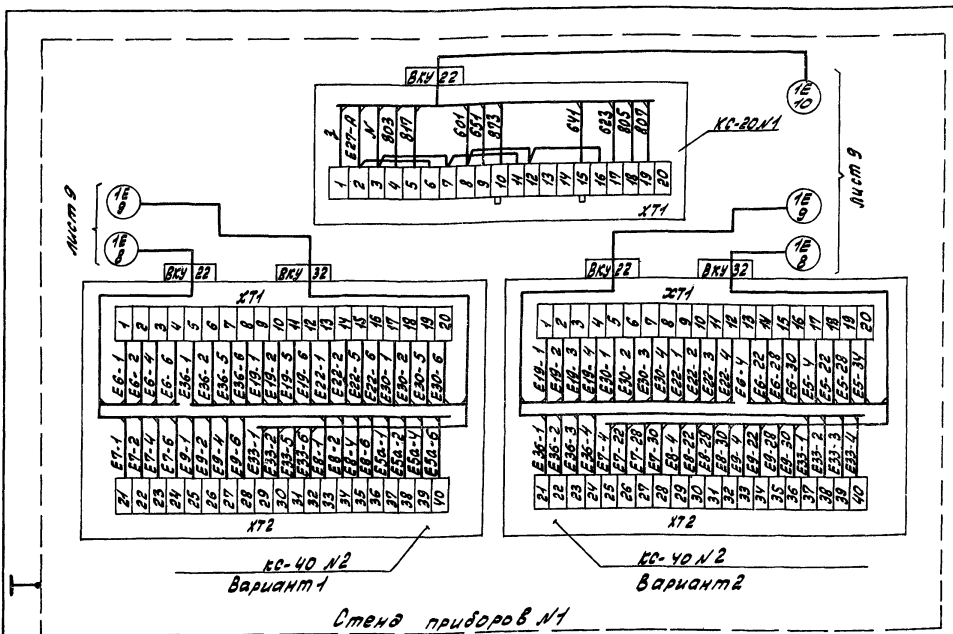 ВКУ 22
1Е
10
7 Е27-А N 803 817 601 651 873 641 623 805 807
КС-20 N1
1 2 3 4 5 6 7 8 9 10 11 12 13 14 15 16 17 18 19 20
ХТ1
Лист 9
1Е
9
1Е
8
ВКУ 22
ВКУ 32
ХТ1
1 2 3 4 5 6 7 8 9 10 11 12 13 14 15 16 17 18 19 20
Е6-1 Е6-2 Е6-4 Е6-6 Е36-1 Е36-2 Е36-5 Е36-6 Е19-1 Е19-2 Е19-5 Е19-6 Е22-1 Е22-2 Е22-5 Е22-6 Е30-1 Е30-2 Е30-5 Е30-6
Е7-1 Е7-2 Е7-4 Е7-6 Е9-1 Е9-2 Е9-4 Е9-6 Е33-1 Е33-2 Е33-5 Е33-6 Е8-1 Е8-2 Е8-4 Е8-6 Е5а-1 Е5а-2 Е5а-4 Е5а-6
21 22 23 24 25 26 27 28 29 30 31 32 33 34 35 36 37 38 39 40
ХТ2
КС-40 N2
Вариант 1
Лист 9
1Е
9
1Е
8
ВКУ 22
ВКУ 32
ХТ1
1 2 3 4 5 6 7 8 9 10 11 12 13 14 15 16 17 18 19 20
Е19-1 Е19-2 Е19-3 Е19-4 Е30-1 Е30-2 Е30-3 Е30-4 Е22-1 Е22-2 Е22-3 Е22-4 Е6-4 Е6-22 Е6-28 Е6-30 Е5-4 Е5-22 Е5-28 Е5-34
Е36-1 Е36-2 Е36-3 Е36-4 Е7-4 Е7-22 Е7-28 Е7-30 Е8-4 Е8-22 Е8-28 Е8-30 Е9-4 Е9-22 Е9-28 Е9-30 Е33-1 Е33-2 Е33-3 Е33-4
21 22 23 24 25 26 27 28 29 30 31 32 33 34 35 36 37 38 39 40
ХТ2
КС-40 N2
Вариант 2
Стенд приборов N1